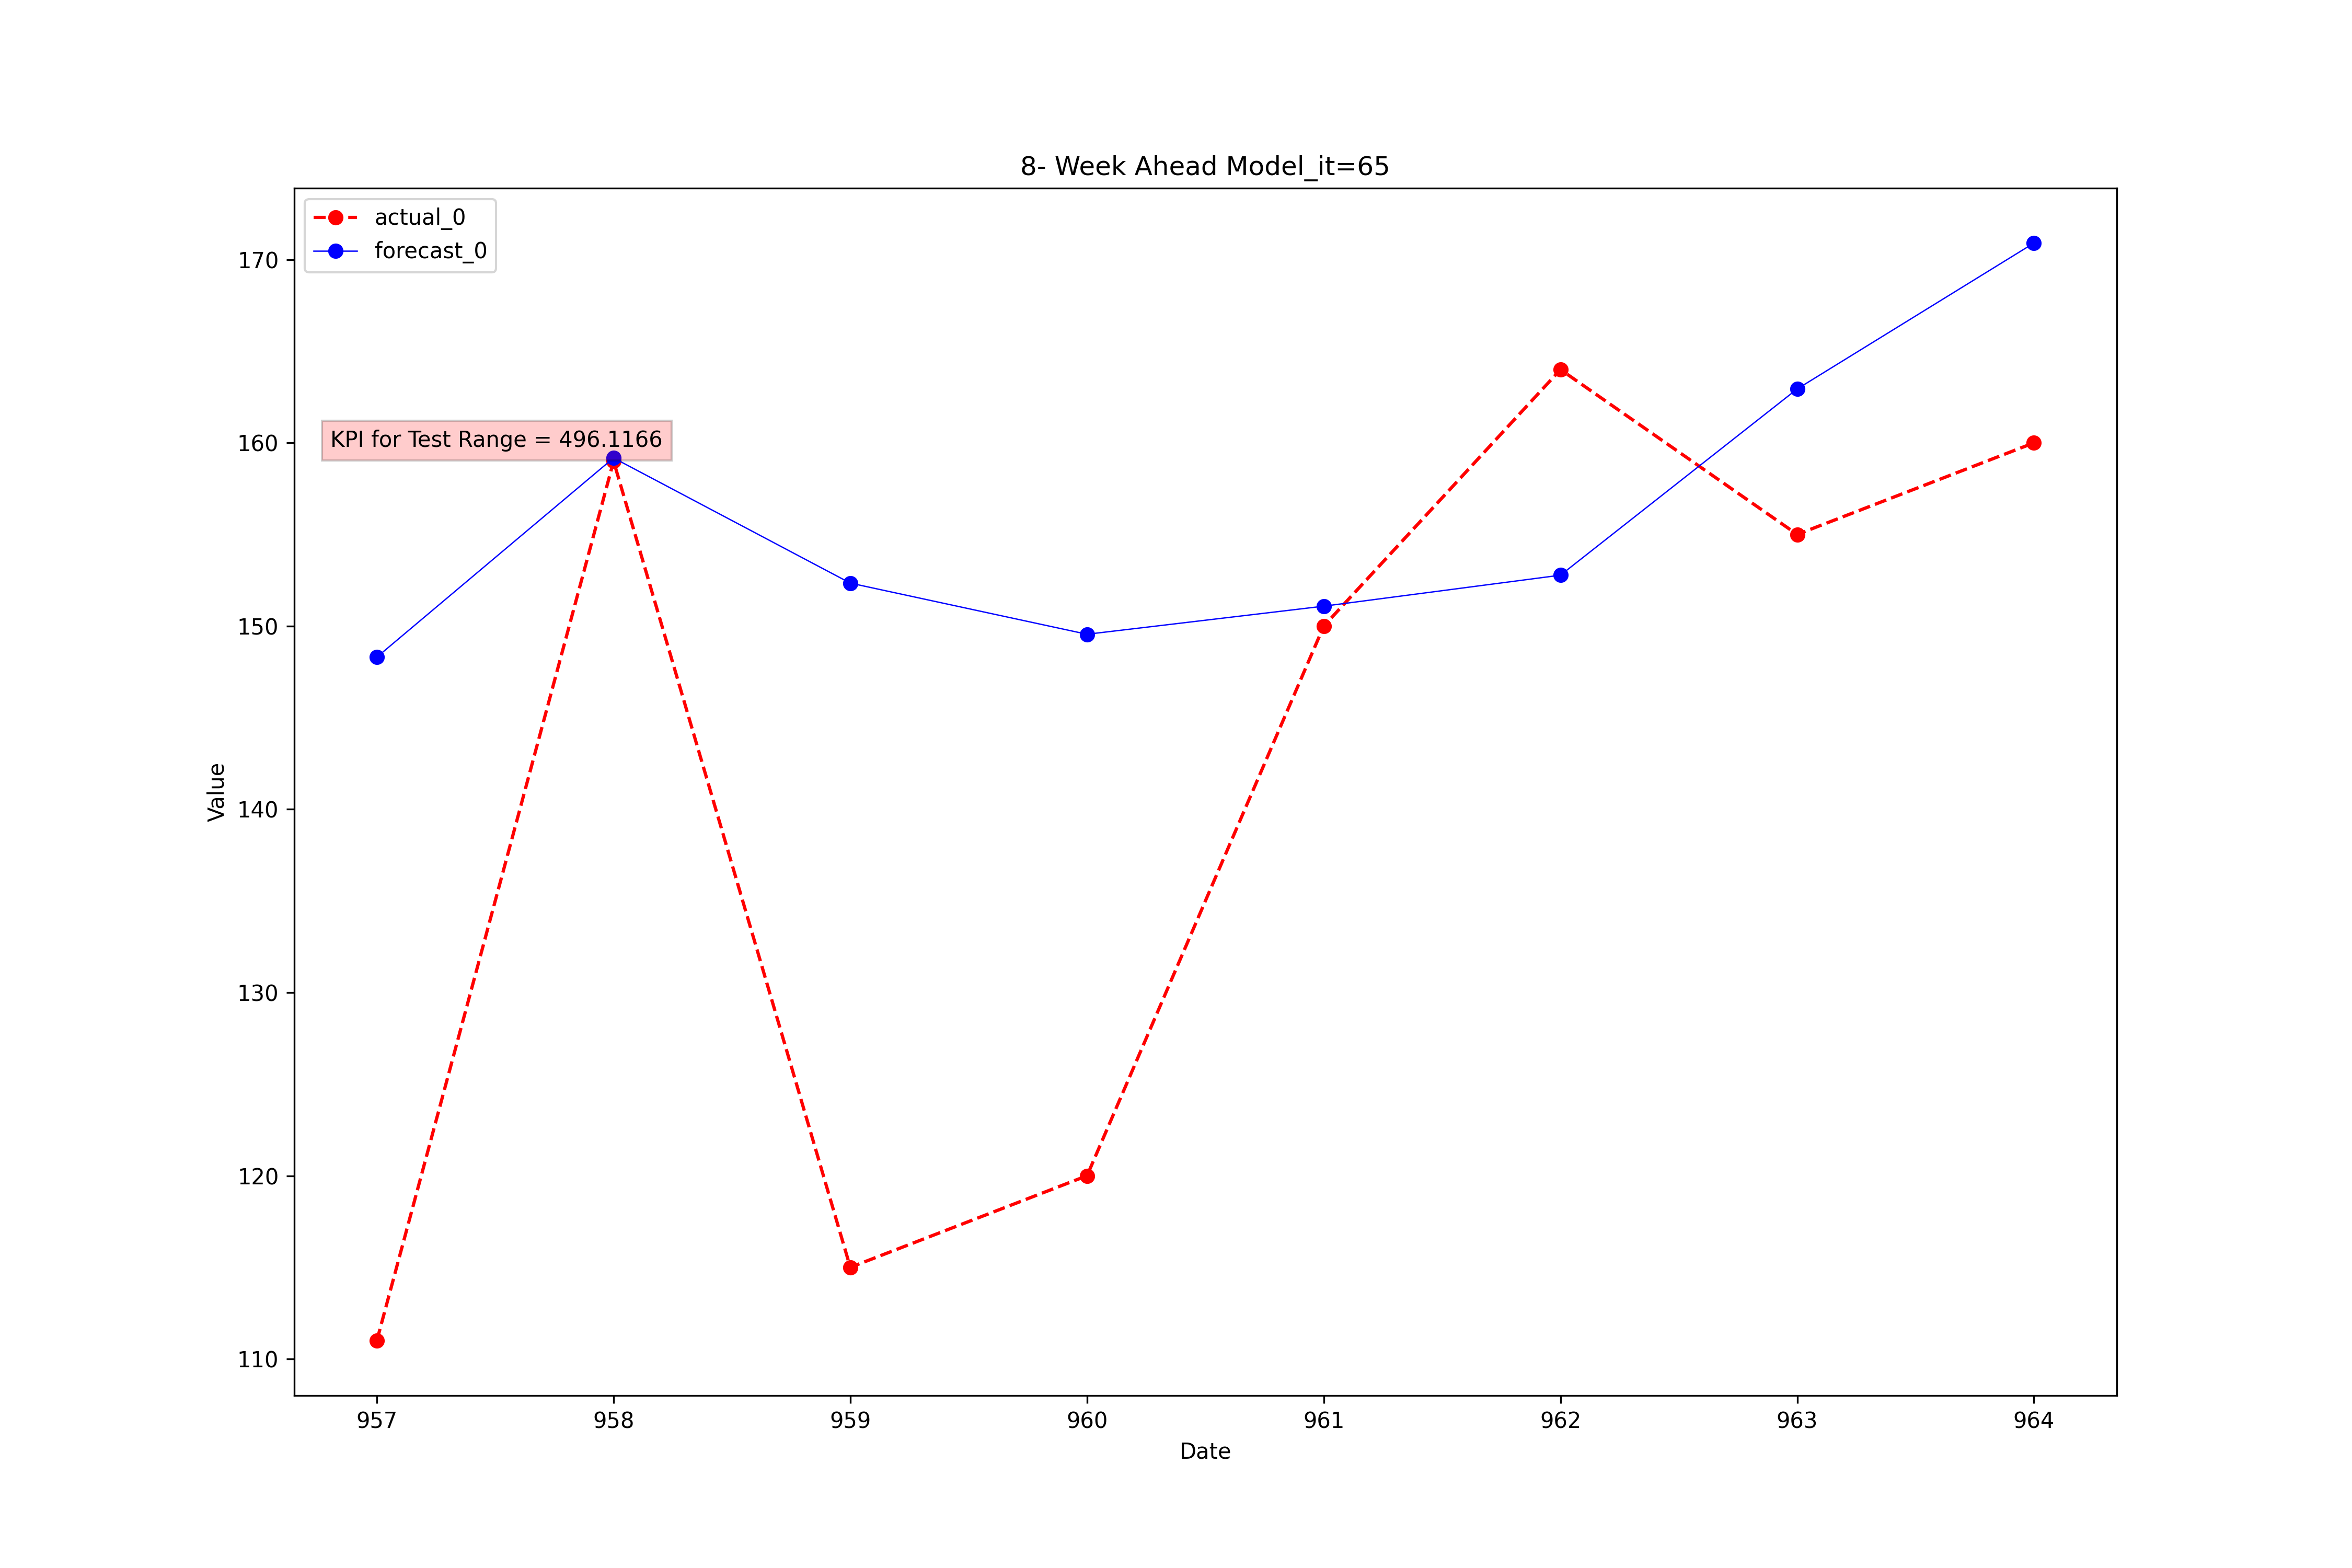 8- Week Ahead Model_it=65
actual_0
forecast_0
KPI for Test Range = 496.1166
170
160
150
140
130
120
110
Value
957 958 959 960 961 962 963 964
Date